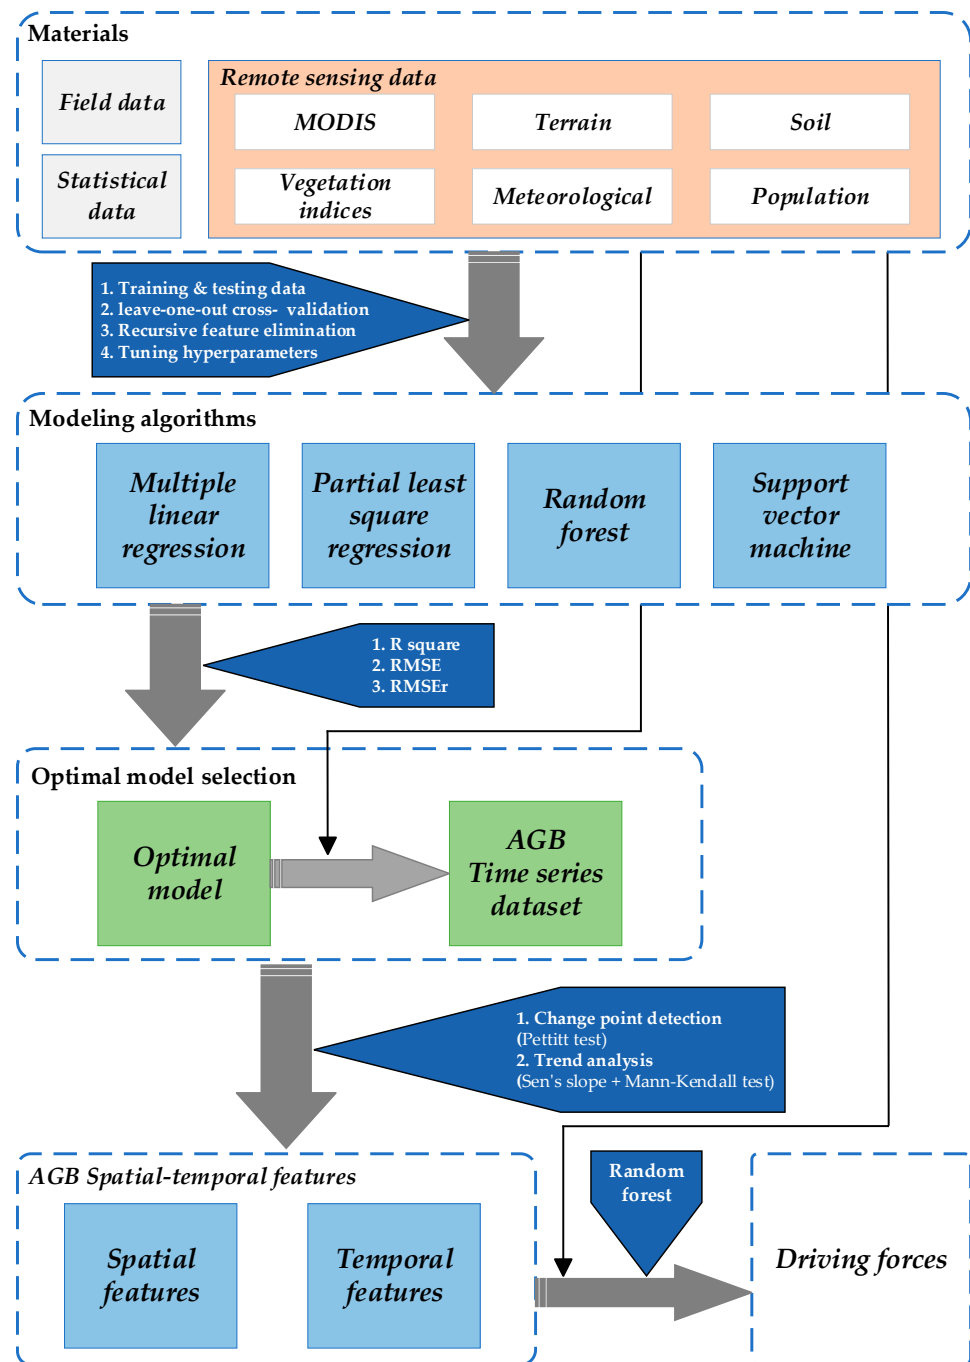 Materials
Field data
Statistical
data
Remote sensing data
MODIS
Terrain
Soil
Vegetation
indices
Meteorological
Population
1. Training & testing data
2. leave-one-out cross- validation
3. Recursive feature elimination
4. Tuning hyperparameters
Modeling algorithms
Multiple
linear
regression
Partial least
square
regression
Random
forest
Support
vector
machine
1. R square
2. RMSE
3. RMSEr
Optimal model selection
Optimal
model
AGB
Time series
dataset
1. Change point detection
(Pettitt test)
2. Trend analysis
(Sen's slope + Mann-Kendall test)
AGB Spatial-temporal features
Spatial
features
Temporal
features
Random
forest
Driving forces